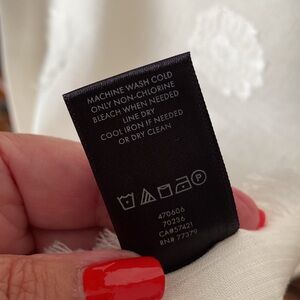 MACHINE WASH COLD
ONLY NON-CHLORINE
BLEACH WHEN NEEDED
LINE DRY
COOL IRON IF NEEDED
OR DRY CLEAN
470606
70236
CA#57421
RN# 77379